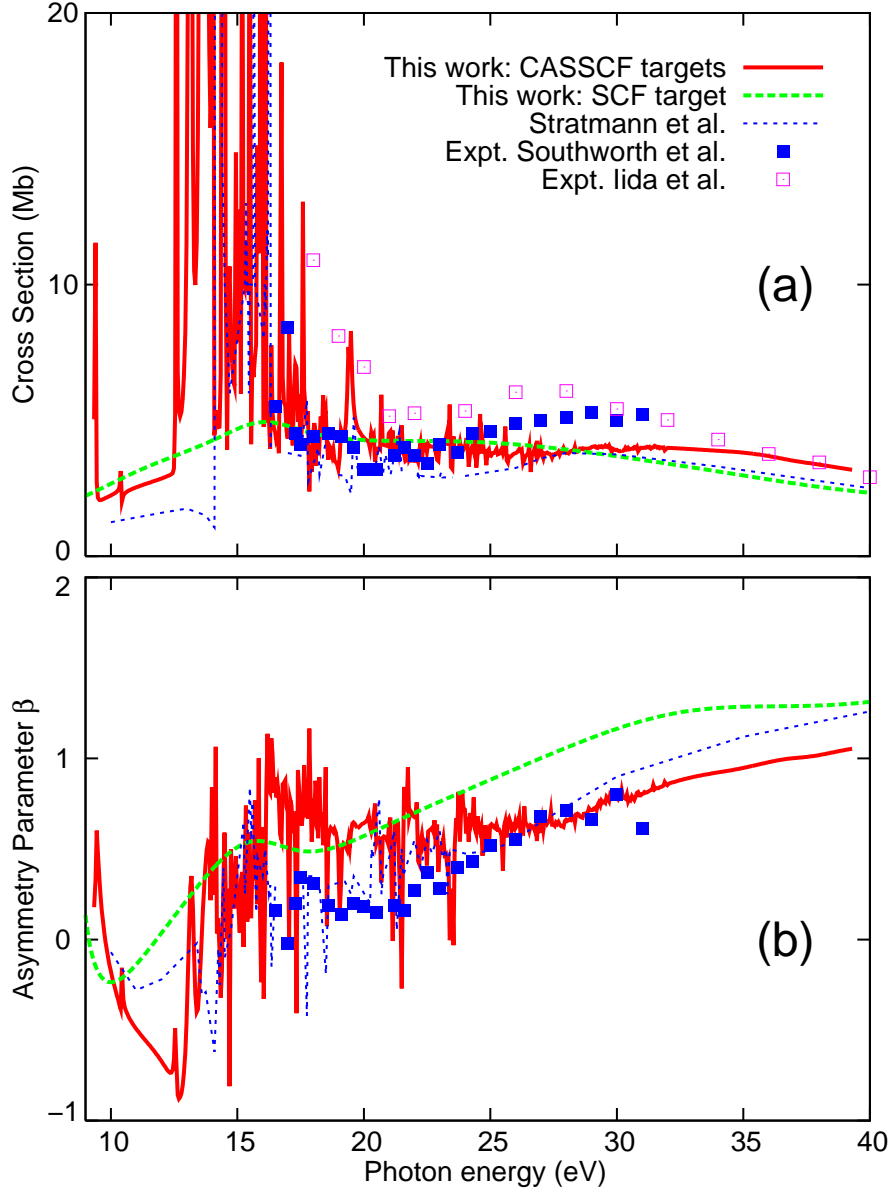 20
This work: CASSCF targets
This work: SCF target
Stratmann et al.
Expt. Southworth et al.
Expt. Iida et al.
Cross Section (Mb)
10
(a)
0
2
Asymmetry Parameter β
1
0
(b)
−1
10 15 20 25 30 35 40
Photon energy (eV)